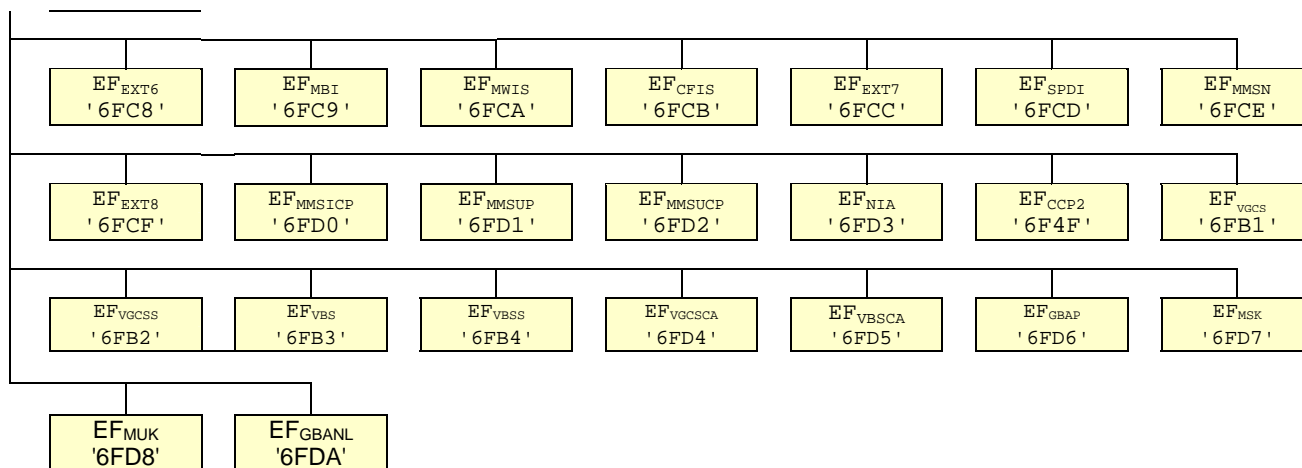 EFEXT6 EFMBI EFMWIS EFCFIS EFEXT7 EFSPDI EFMMSN
'6FC8' '6FC9' '6FCA' '6FCB' '6FCC' '6FCD' '6FCE'
EFEXT8 EFMMSICP EFMMSUP EFMMSUCP EFNIA EFCCP2 EFVGCS
'6FCF' '6FD0' '6FD1' '6FD2' '6FD3' '6F4F' '6FB1'
EFVGCSS EFVBS EFVBSS EFVGCSCA EFVBSCA EFGBAP EFMSK
'6FB2' '6FB3' '6FB4' '6FD4' '6FD5' '6FD6' '6FD7'
EFMUK EFGBANL
'6FD8' '6FDA'